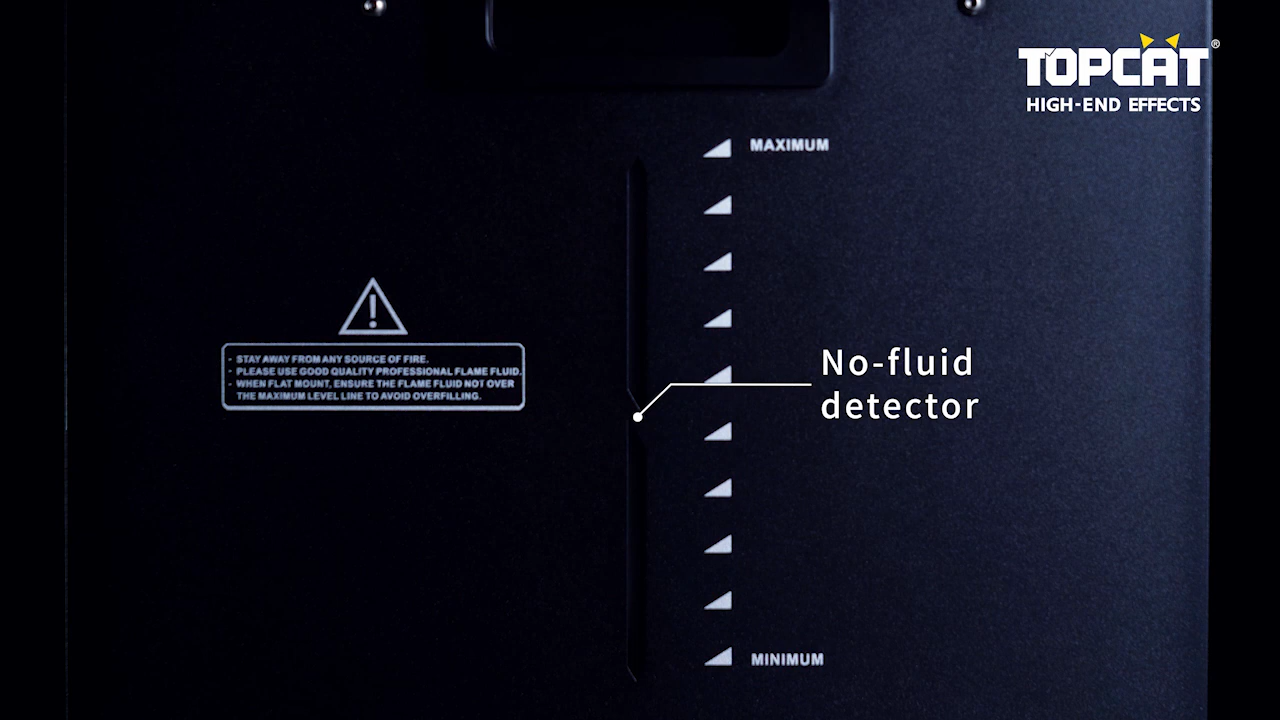 TOPCAT®
HIGH-END EFFECTS
MAXIMUM
- STAY AWAY FROM ANY SOURCE OF FIRE.
- PLEASE USE GOOD QUALITY PROFESSIONAL FLAME FLUID.
- WHEN FLAT MOUNT, ENSURE THE FLAME FLUID NOT OVER
THE MAXIMUM LEVEL LINE TO AVOID OVERFILLING.
No-fluid
detector
MINIMUM